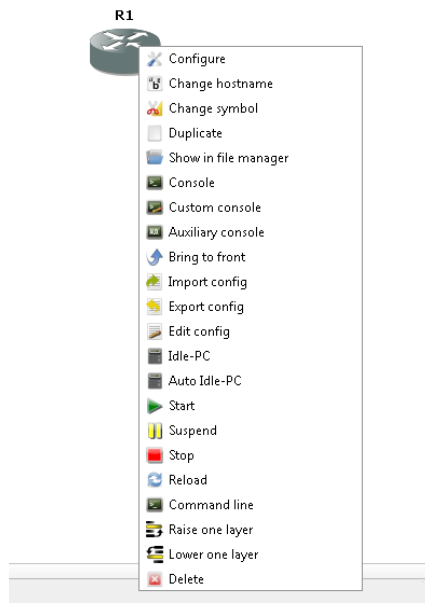 R1
Configure
Change hostname
Change symbol
Duplicate
Show in file manager
Console
Custom console
Auxiliary console
Bring to front
Import config
Export config
Edit config
Idle-PC
Auto Idle-PC
Start
Suspend
Stop
Reload
Command line
Raise one layer
Lower one layer
Delete